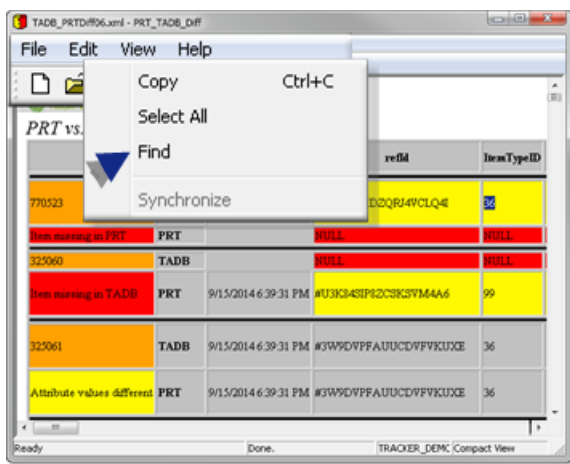 TADB_PRTDiff06.xml - PRT_TADB_Diff
File Edit View Help
Copy Ctrl+C
Select All
Find
Synchronize
PRT vs.
refId ItemTypeID
770523 DZQRJ4VCLQ4I 36
Item missing in PRT PRT NULL NULL
325060 TADB NULL NULL
Item missing in TADB PRT 9/15/2014 6:39:31 PM #U3K84SIP8ZCSKSVM4A6 99
325061 TADB 9/15/2014 6:39:31 PM #3W9DVPFAUUCDVFVKUXE 36
Attribute values different PRT 9/15/2014 6:39:31 PM #3W9DVPFAUUCDVFVKUXE 36
Ready Done. TRACKER_DEMC Compact View